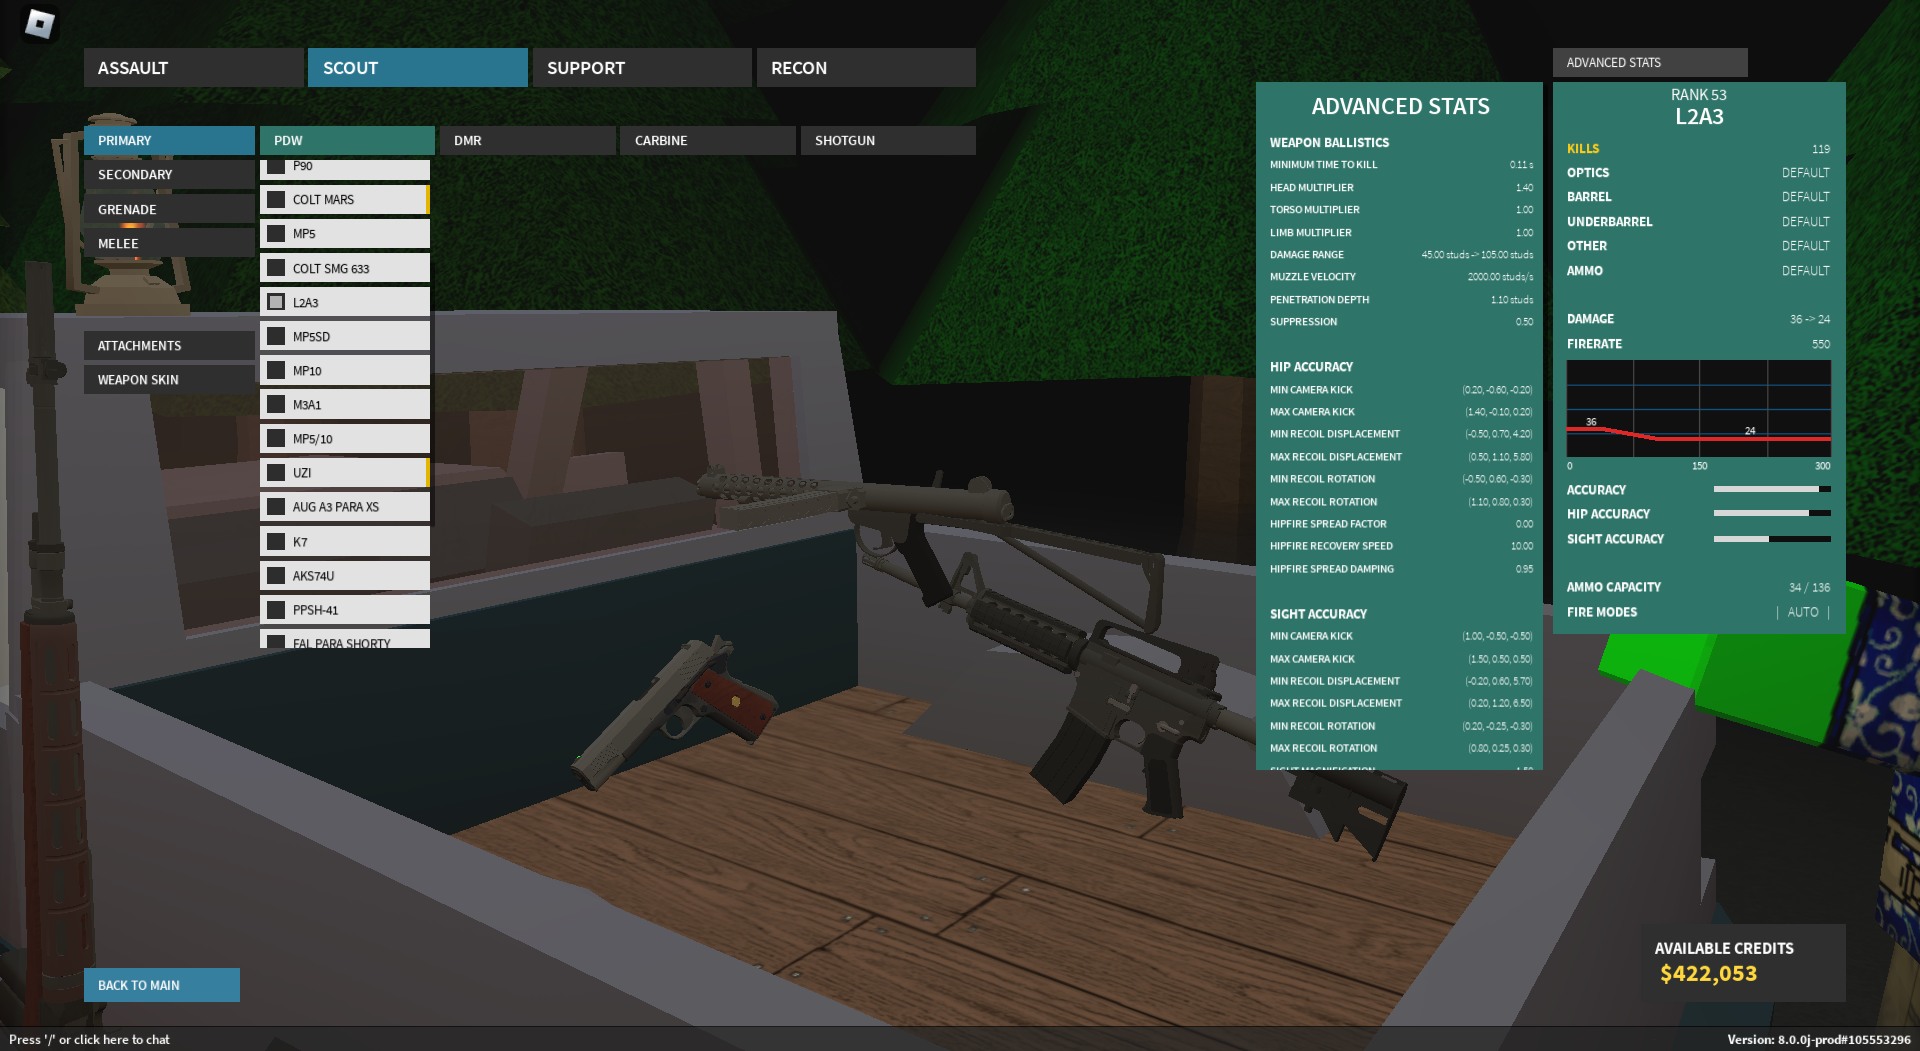 ASSAULT
SCOUT
SUPPORT
RECON
PRIMARY
SECONDARY
GRENADE
MELEE
ATTACHMENTS
WEAPON SKIN
PDW
DMR
CARBINE
SHOTGUN
P90
COLT MARS
MP5
COLT SMG 633
L2A3
MP5SD
MP10
M3A1
MP5/10
UZI
AUG A3 PARA XS
K7
AKS74U
PPSH-41
FAL PARA SHORTY
ADVANCED STATS
WEAPON BALLISTICS
MINIMUM TIME TO KILL 0.11 s
HEAD MULTIPLIER 1.40
TORSO MULTIPLIER 1.00
LIMB MULTIPLIER 1.00
DAMAGE RANGE 45.00 studs -> 105.00 studs
MUZZLE VELOCITY 2000.00 studs/s
PENETRATION DEPTH 1.10 studs
SUPPRESSION 0.50
HIP ACCURACY
MIN CAMERA KICK (0.20, -0.60, -0.20)
MAX CAMERA KICK (1.40, -0.10, 0.20)
MIN RECOIL DISPLACEMENT (-0.50, 0.70, 4.20)
MAX RECOIL DISPLACEMENT (0.50, 1.10, 5.80)
MIN RECOIL ROTATION (-0.50, 0.60, -0.30)
MAX RECOIL ROTATION (1.10, 0.80, 0.30)
HIPFIRE SPREAD FACTOR 0.00
HIPFIRE RECOVERY SPEED 10.00
HIPFIRE SPREAD DAMPING 0.95
SIGHT ACCURACY
MIN CAMERA KICK (1.00, -0.50, -0.50)
MAX CAMERA KICK (1.50, 0.50, 0.50)
MIN RECOIL DISPLACEMENT (-0.20, 0.60, 5.70)
MAX RECOIL DISPLACEMENT (0.20, 1.20, 6.50)
MIN RECOIL ROTATION (0.20, -0.25, -0.30)
MAX RECOIL ROTATION (0.80, 0.25, 0.30)
SIGHT MAGNIFICATION 1.50
ADVANCED STATS
RANK 53
L2A3
KILLS 119
OPTICS DEFAULT
BARREL DEFAULT
UNDERBARREL DEFAULT
OTHER DEFAULT
AMMO DEFAULT
DAMAGE 36 -> 24
FIRERATE 550
36
24
0 150 300
ACCURACY
HIP ACCURACY
SIGHT ACCURACY
AMMO CAPACITY 34 / 136
FIRE MODES | AUTO |
AVAILABLE CREDITS
$422,053
BACK TO MAIN
Press '/' or click here to chat
Version: 8.0.0j-prod#105553296